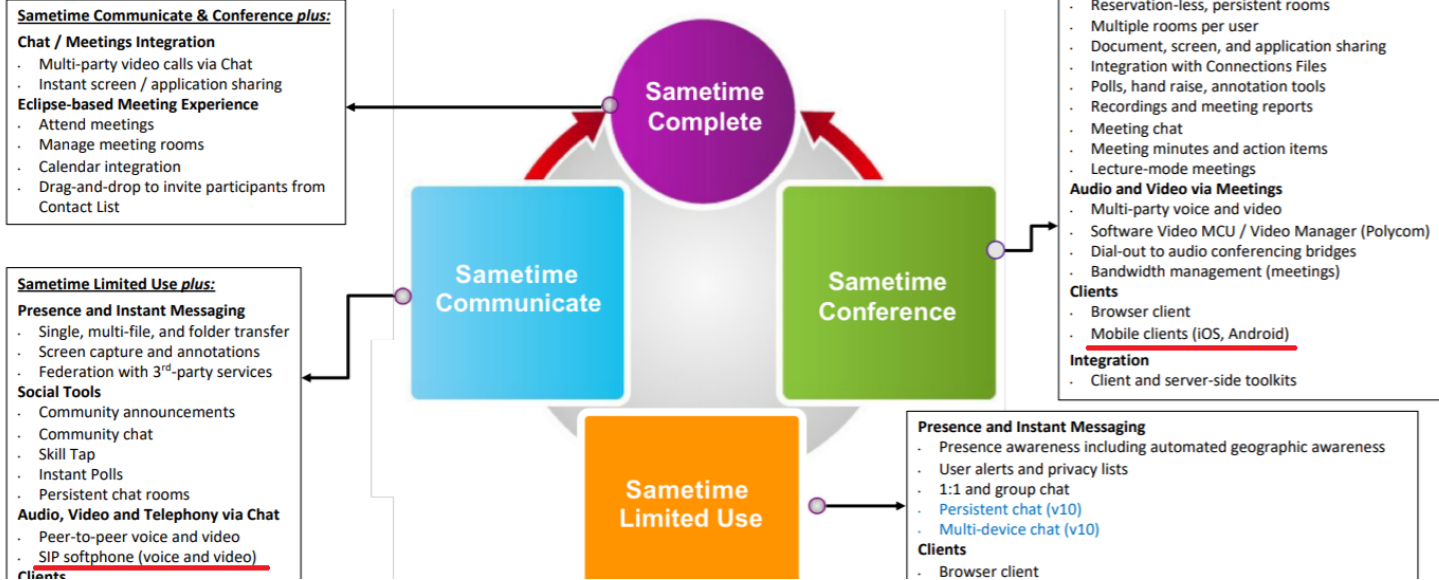 Sametime Communicate & Conference plus:
Chat / Meetings Integration
· Multi-party video calls via Chat
· Instant screen / application sharing
Eclipse-based Meeting Experience
· Attend meetings
· Manage meeting rooms
· Calendar integration
· Drag-and-drop to invite participants from
Contact List
Sametime
Complete
· Reservation-less, persistent rooms
· Multiple rooms per user
· Document, screen, and application sharing
· Integration with Connections Files
· Polls, hand raise, annotation tools
· Recordings and meeting reports
· Meeting chat
· Meeting minutes and action items
· Lecture-mode meetings
Audio and Video via Meetings
· Multi-party voice and video
· Software Video MCU / Video Manager (Polycom)
· Dial-out to audio conferencing bridges
· Bandwidth management (meetings)
Clients
· Browser client
· Mobile clients (iOS, Android)
Integration
· Client and server-side toolkits
Sametime
Communicate
Sametime
Conference
Sametime Limited Use plus:
Presence and Instant Messaging
· Single, multi-file, and folder transfer
· Screen capture and annotations
· Federation with 3rd-party services
Social Tools
· Community announcements
· Community chat
· Skill Tap
· Instant Polls
· Persistent chat rooms
Audio, Video and Telephony via Chat
· Peer-to-peer voice and video
· SIP softphone (voice and video)
Clients
Sametime
Limited Use
Presence and Instant Messaging
· Presence awareness including automated geographic awareness
· User alerts and privacy lists
· 1:1 and group chat
· Persistent chat (v10)
· Multi-device chat (v10)
Clients
· Browser client